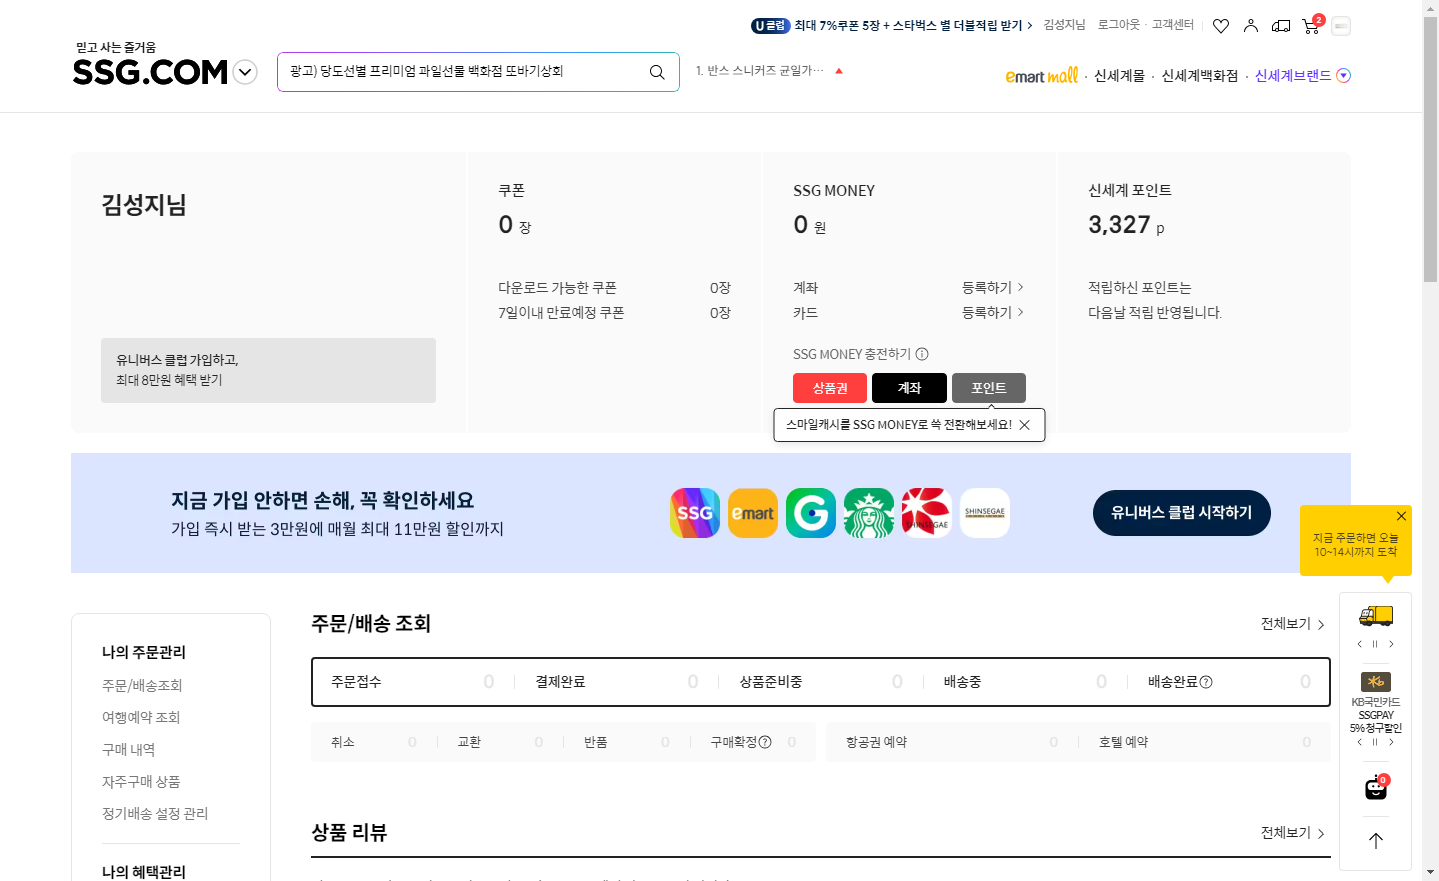 U 클럽 최대 7%쿠폰 5장 + 스타벅스 별 더블적립 받기
김성지님 로그아웃 · 고객센터
2
믿고 사는 즐거움
SSG.COM
광고) 당도선별 프리미엄 과일선물 백화점 또바기상회
1. 반스 스니커즈 균일가…
emart mall · 신세계몰 · 신세계백화점 · 신세계브랜드
김성지님
유니버스 클럽 가입하고,
최대 8만원 혜택 받기
쿠폰
0 장
다운로드 가능한 쿠폰 0장
7일이내 만료예정 쿠폰 0장
SSG MONEY
0 원
계좌 등록하기
카드 등록하기
SSG MONEY 충전하기
상품권 계좌 포인트
스마일캐시를 SSG MONEY로 쏙 전환해보세요!
신세계 포인트
3,327 p
적립하신 포인트는
다음날 적립 반영됩니다.
지금 가입 안하면 손해, 꼭 확인하세요
가입 즉시 받는 3만원에 매월 최대 11만원 할인까지
SSG emart G SHINSEGAE SHINSEGAE
유니버스 클럽 시작하기
지금 주문하면 오늘
10~14시까지 도착
KB국민카드
SSGPAY
5% 청구할인
0
나의 주문관리
주문/배송조회
여행예약 조회
구매 내역
자주구매 상품
정기배송 설정 관리
나의 혜택관리
주문/배송 조회 전체보기
주문접수 0 결제완료 0 상품준비중 0 배송중 0 배송완료 0
취소 0 교환 0 반품 0 구매확정 0 항공권 예약 0 호텔 예약 0
상품 리뷰 전체보기